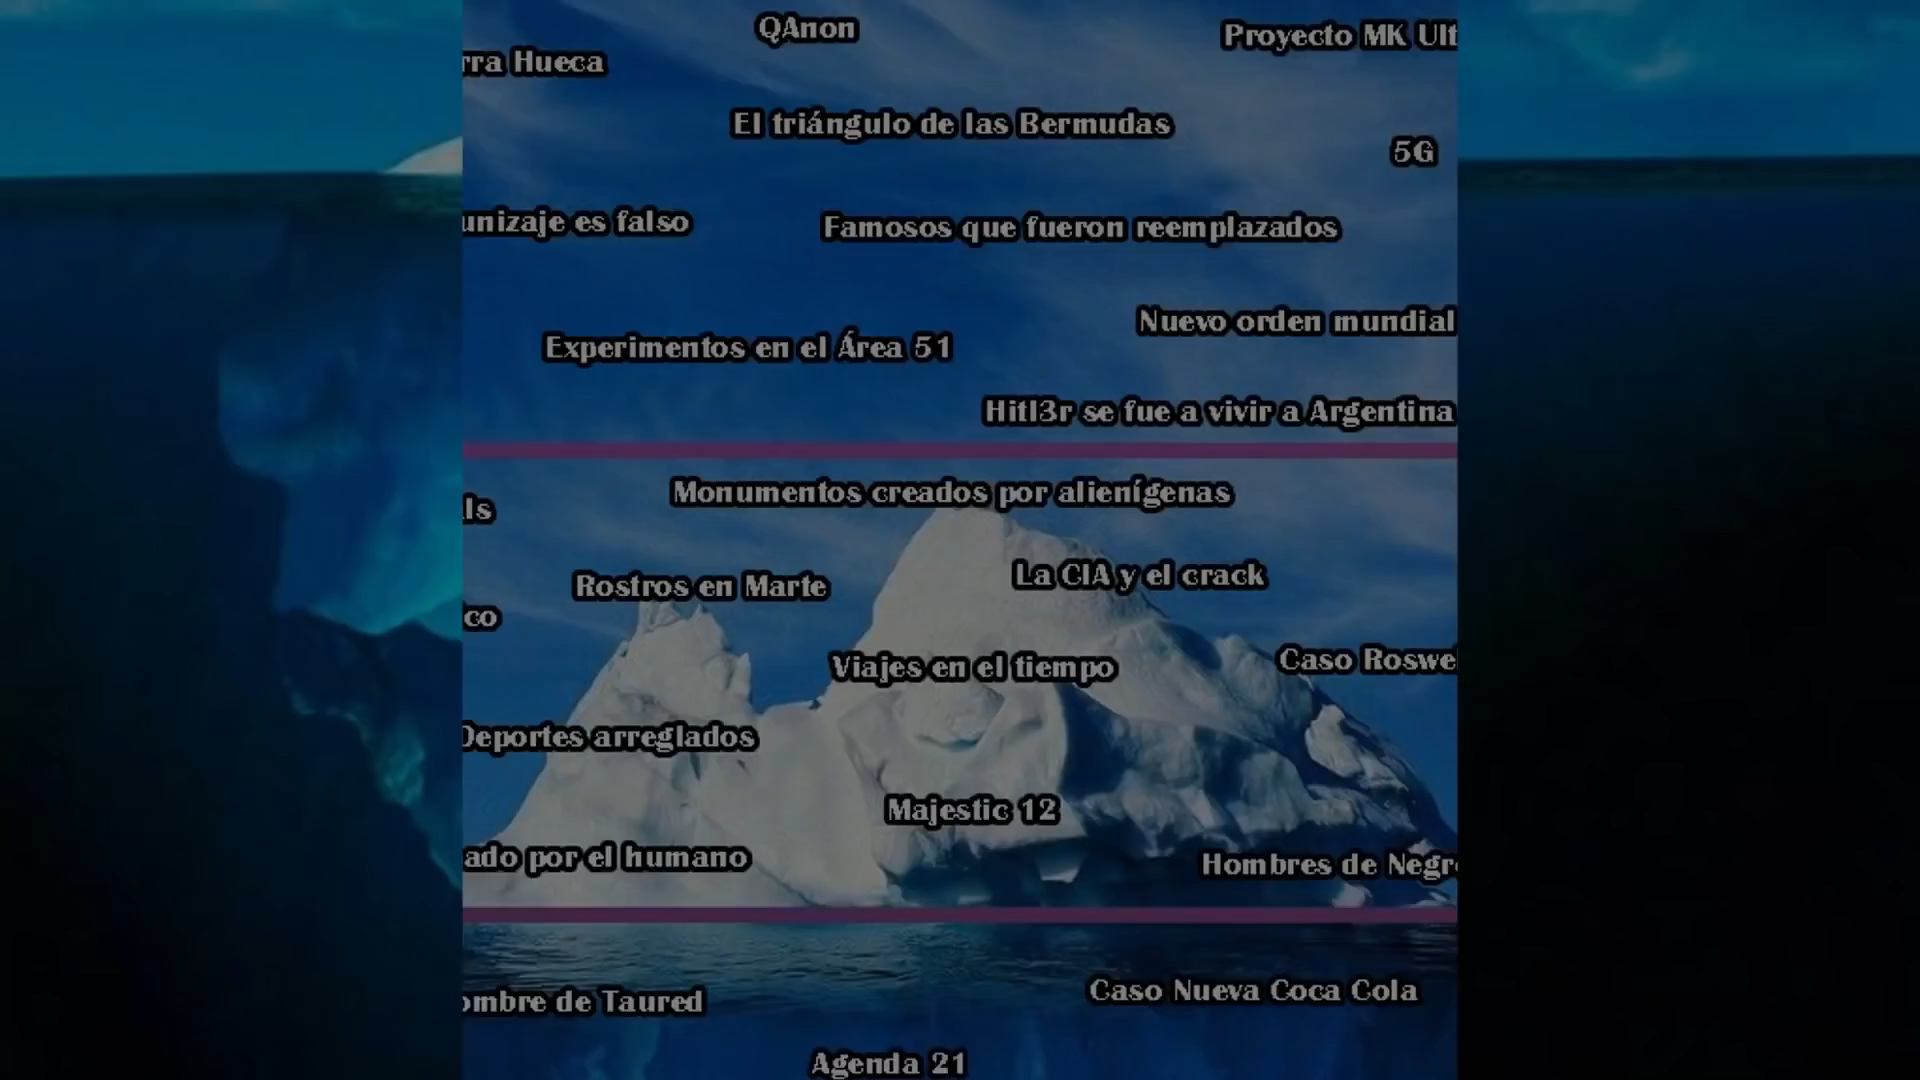 QAnon
Proyecto MK Ult
rra Hueca
El triángulo de las Bermudas
5G
unizaje es falso
Famosos que fueron reemplazados
Nuevo orden mundial
Experimentos en el Área 51
Hitl3r se fue a vivir a Argentina
Monumentos creados por alienígenas
ls
La CIA y el crack
Rostros en Marte
co
Caso Roswel
Viajes en el tiempo
Deportes arreglados
Majestic 12
ado por el humano
Hombres de Negro
Caso Nueva Coca Cola
ombre de Taured
Agenda 21